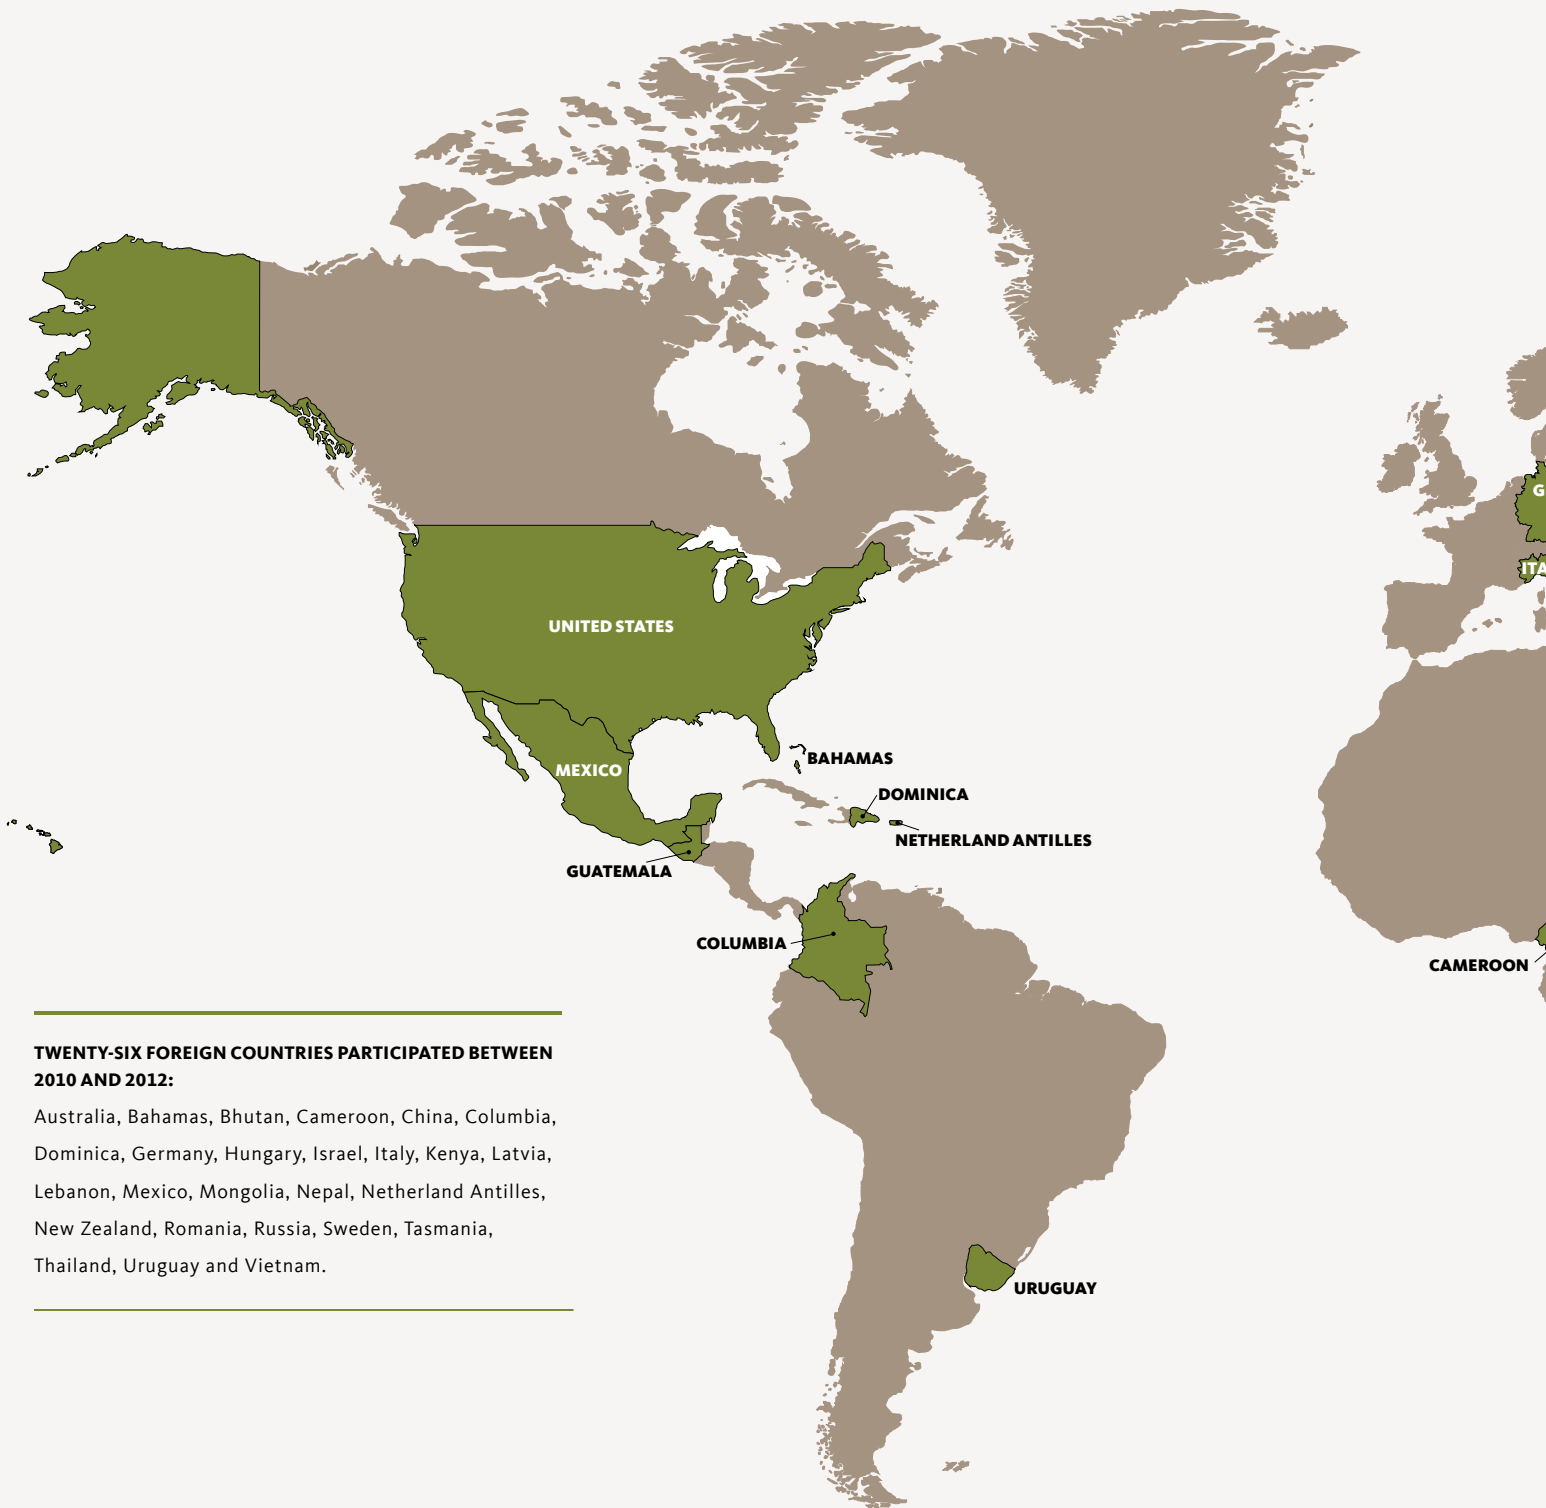 G
ITA
UNITED STATES
BAHAMAS
MEXICO
DOMINICA
NETHERLAND ANTILLES
GUATEMALA
COLUMBIA
CAMEROON
TWENTY-SIX FOREIGN COUNTRIES PARTICIPATED BETWEEN
2010 AND 2012:
Australia, Bahamas, Bhutan, Cameroon, China, Columbia,
Dominica, Germany, Hungary, Israel, Italy, Kenya, Latvia,
Lebanon, Mexico, Mongolia, Nepal, Netherland Antilles,
New Zealand, Romania, Russia, Sweden, Tasmania,
Thailand, Uruguay and Vietnam.
URUGUAY